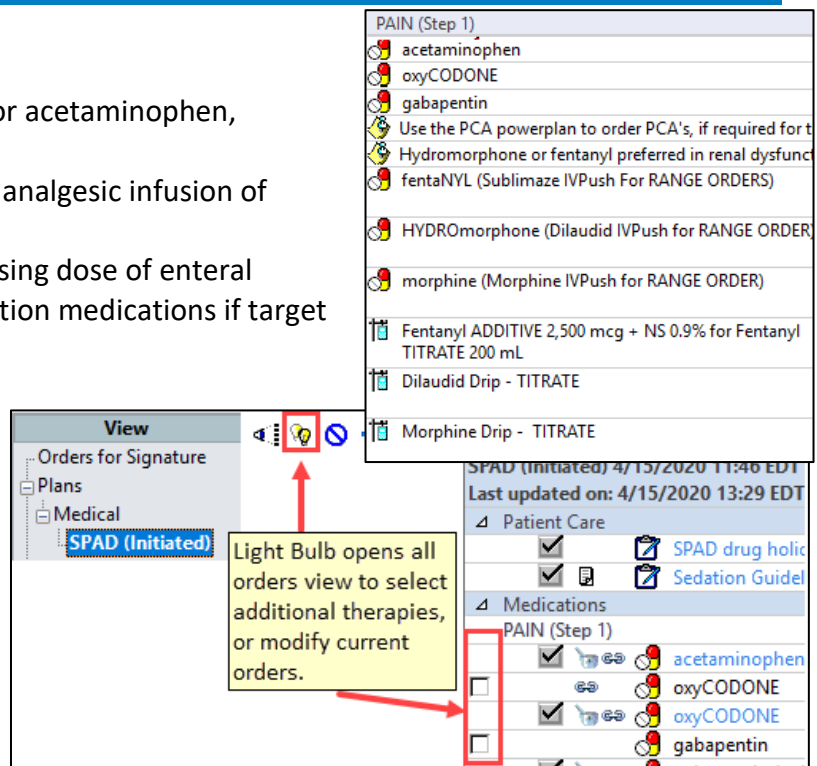 or acetaminophen,
analgesic infusion of
sing dose of enteral
tion medications if target
PAIN (Step 1)
acetaminophen
oxyCODONE
gabapentin
Use the PCA powerplan to order PCA's, if required for t
Hydromorphone or fentanyl preferred in renal dysfunct
fentaNYL (Sublimaze IVPush For RANGE ORDERS)
HYDROmorphone (Dilaudid IVPush for RANGE ORDER)
morphine (Morphine IVPush for RANGE ORDER)
Fentanyl ADDITIVE 2,500 mcg + NS 0.9% for Fentanyl
TITRATE 200 mL
Dilaudid Drip - TITRATE
Morphine Drip - TITRATE
View
Orders for Signature
Plans
Medical
SPAD (Initiated)
Light Bulb opens all
orders view to select
additional therapies,
or modify current
orders.
SPAD (Initiated) 4/15/2020 11:46 EDT
Last updated on: 4/15/2020 13:29 EDT
Patient Care
SPAD drug holic
Sedation Guidel
Medications
PAIN (Step 1)
acetaminophen
oxyCODONE
oxyCODONE
gabapentin